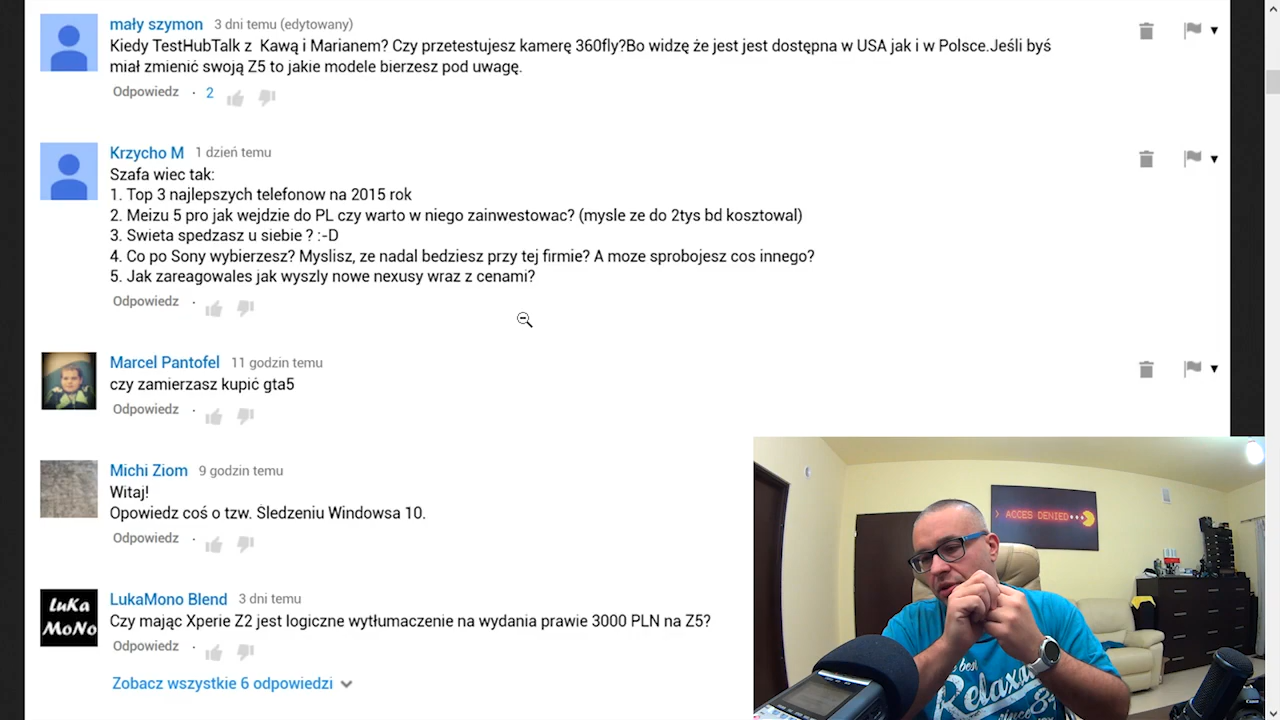 mały szymon 3 dni temu (edytowany)
Kiedy TestHubTalk z Kawą i Marianem? Czy przetestujesz kamerę 360fly?Bo widzę że jest jest dostępna w USA jak i w Polsce.Jeśli byś
miał zmienić swoją Z5 to jakie modele bierzesz pod uwagę.
Odpowiedz · 2
Krzycho M 1 dzień temu
Szafa wiec tak:
1. Top 3 najlepszych telefonow na 2015 rok
2. Meizu 5 pro jak wejdzie do PL czy warto w niego zainwestowac? (mysle ze do 2tys bd kosztowal)
3. Swieta spedzasz u siebie ? :-D
4. Co po Sony wybierzesz? Myslisz, ze nadal bedziesz przy tej firmie? A moze sprobojesz cos innego?
5. Jak zareagowales jak wyszly nowe nexusy wraz z cenami?
Odpowiedz ·
Marcel Pantofel 11 godzin temu
czy zamierzasz kupić gta5
Odpowiedz ·
Michi Ziom 9 godzin temu
Witaj!
Opowiedz coś o tzw. Śledzeniu Windowsa 10.
Odpowiedz ·
LuKa
MoNo
LukaMono Blend 3 dni temu
Czy mając Xperie Z2 jest logiczne wytłumaczenie na wydania prawie 3000 PLN na Z5?
Odpowiedz ·
Zobacz wszystkie 6 odpowiedzi
> ACCES DENIED
best
Relaxa
since 84